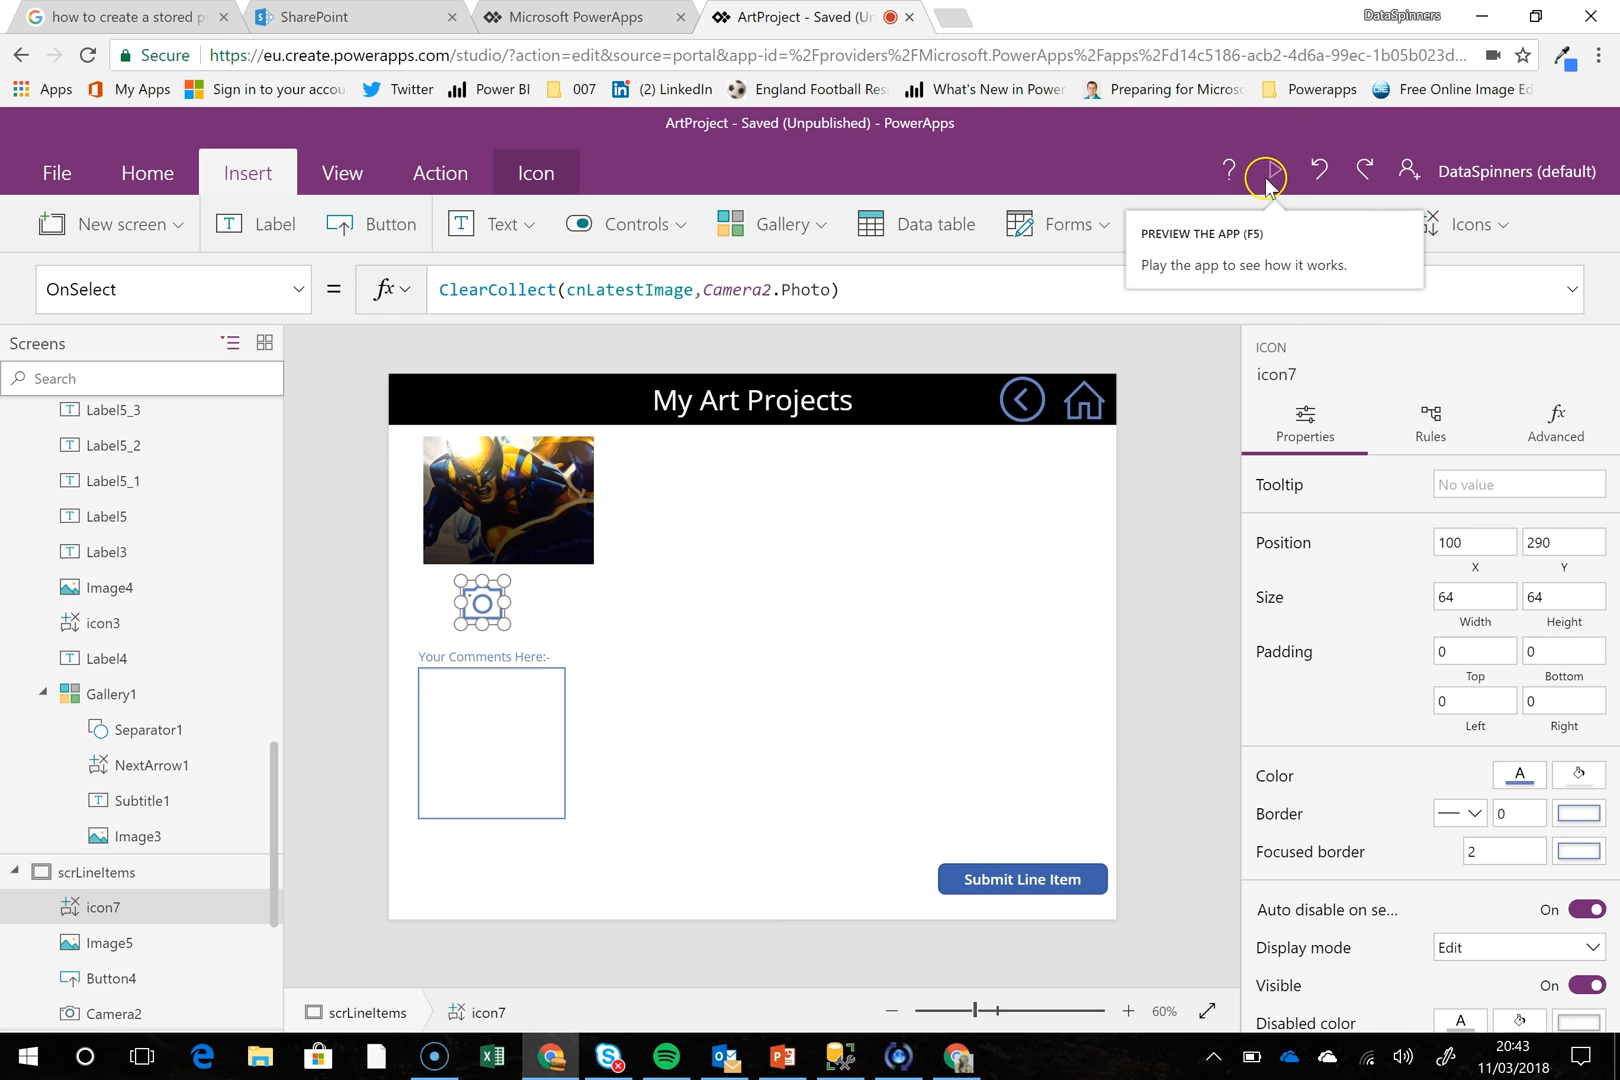 how to create a stored p
SharePoint
Microsoft PowerApps
ArtProject - Saved (Un
DataSpinners
Secure
https://eu.create.powerapps.com/studio/?action=edit&source=portal&app-id=%2Fproviders%2FMicrosoft.PowerApps%2Fapps%2Fd14c5186-acb2-4d6a-99ec-1b05b023d...
Apps
My Apps
Sign in to your accou
Twitter
Power BI
007
(2) LinkedIn
England Football Res
What's New in Power
Preparing for Micros
Powerapps
Free Online Image Ed
ArtProject - Saved (Unpublished) - PowerApps
File
Home
Insert
View
Action
Icon
?
DataSpinners (default)
New screen
Label
Button
Text
Controls
Gallery
Data table
Forms
Icons
PREVIEW THE APP (F5)
Play the app to see how it works.
OnSelect
=
fx
ClearCollect(cnLatestImage,Camera2.Photo)
Screens
Search
Label5_3
Label5_2
Label5_1
Label5
Label3
Image4
icon3
Label4
Gallery1
Separator1
NextArrow1
Subtitle1
Image3
scrLineItems
icon7
Image5
Button4
Camera2
My Art Projects
Your Comments Here:-
Submit Line Item
scrLineItems
icon7
60%
ICON
icon7
Properties
Rules
fx
Advanced
Tooltip
No value
Position
100
290
X
Y
Size
64
64
Width
Height
Padding
0
0
Top
Bottom
0
0
Left
Right
Color
A
Border
0
Focused border
2
Auto disable on se...
On
Display mode
Edit
Visible
On
Disabled color
A
20:43
11/03/2018